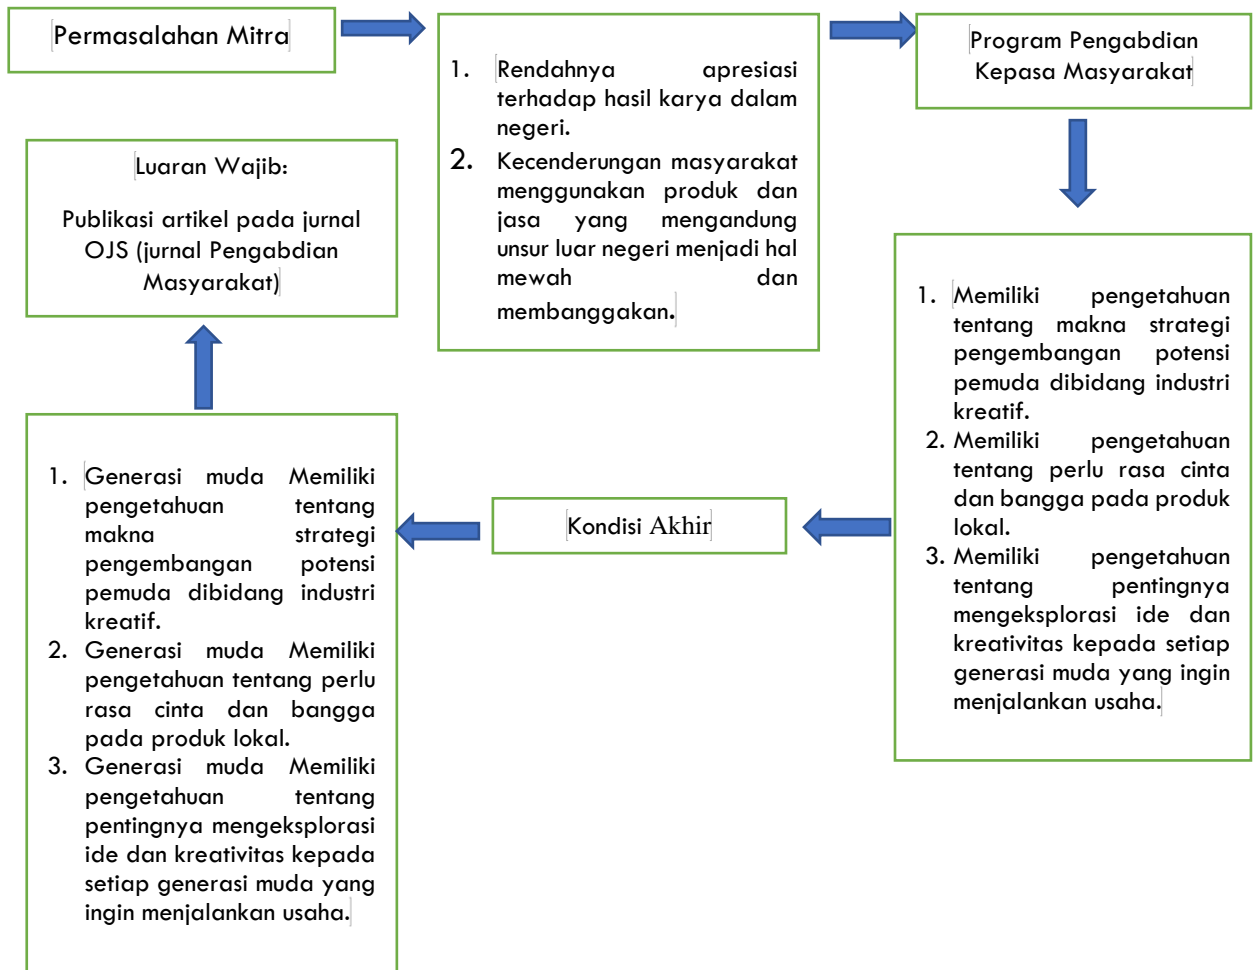 Permasalahan Mitra
1. Rendahnya apresiasi
terhadap hasil karya dalam
negeri.
2. Kecenderungan masyarakat
menggunakan produk dan
jasa yang mengandung
unsur luar negeri menjadi hal
mewah dan
membanggakan.
Program Pengabdian
Kepasa Masyarakat
1. Memiliki pengetahuan
tentang makna strategi
pengembangan potensi
pemuda dibidang industri
kreatif.
2. Memiliki pengetahuan
tentang perlu rasa cinta
dan bangga pada produk
lokal.
3. Memiliki pengetahuan
tentang pentingnya
mengeksplorasi ide dan
kreativitas kepada setiap
generasi muda yang ingin
menjalankan usaha.
Kondisi Akhir
1. Generasi muda Memiliki
pengetahuan tentang
makna strategi
pengembangan potensi
pemuda dibidang industri
kreatif.
2. Generasi muda Memiliki
pengetahuan tentang perlu
rasa cinta dan bangga
pada produk lokal.
3. Generasi muda Memiliki
pengetahuan tentang
pentingnya mengeksplorasi
ide dan kreativitas kepada
setiap generasi muda yang
ingin menjalankan usaha.
Luaran Wajib:
Publikasi artikel pada jurnal
OJS (jurnal Pengabdian
Masyarakat)